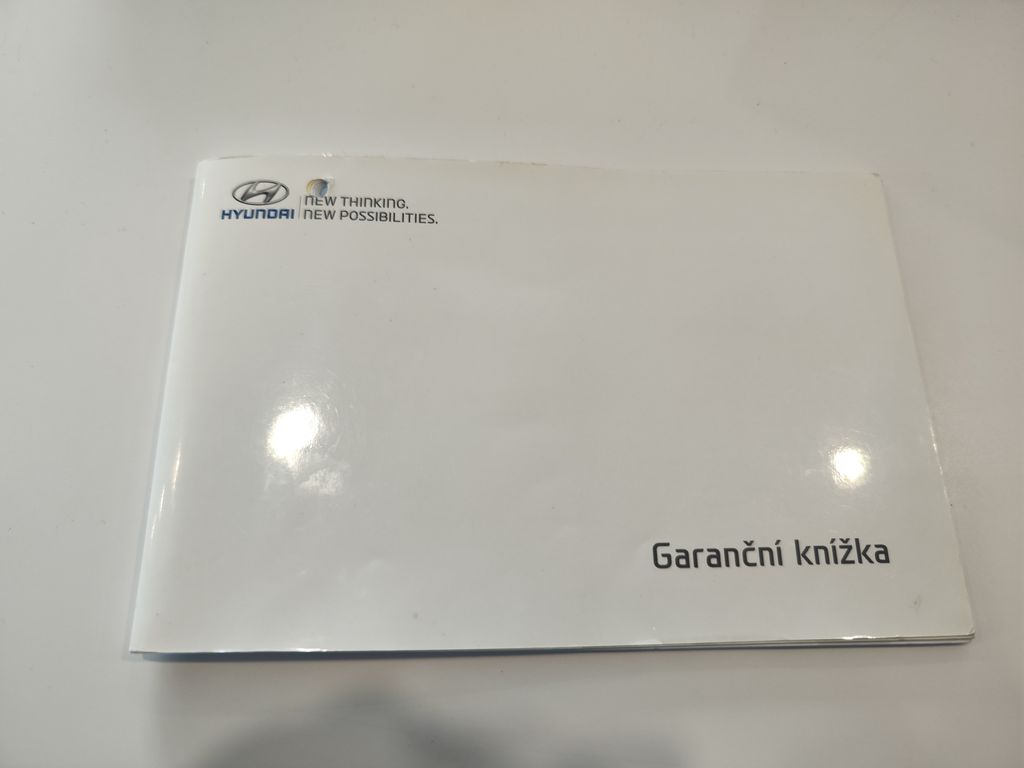 HYUNDAI
NEW THINKING.
NEW POSSIBILITIES.
Garanční knížka